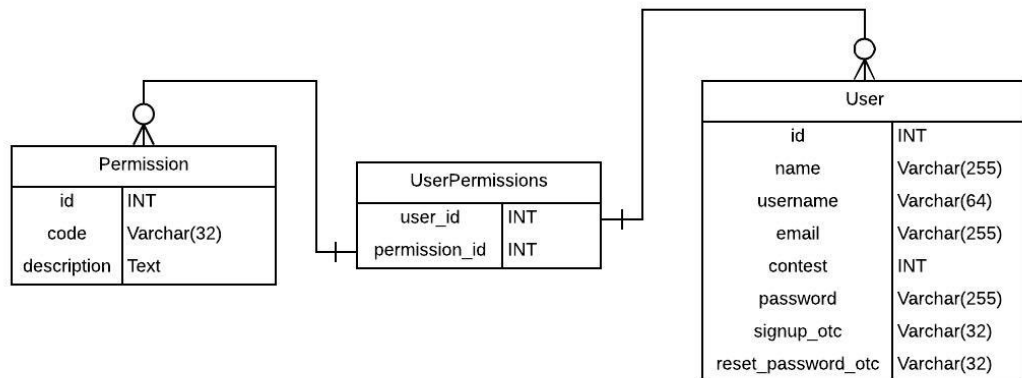 Permission
id INT
code Varchar(32)
description Text
UserPermissions
user_id INT
permission_id INT
User
id INT
name Varchar(255)
username Varchar(64)
email Varchar(255)
contest INT
password Varchar(255)
signup_otc Varchar(32)
reset_password_otc Varchar(32)